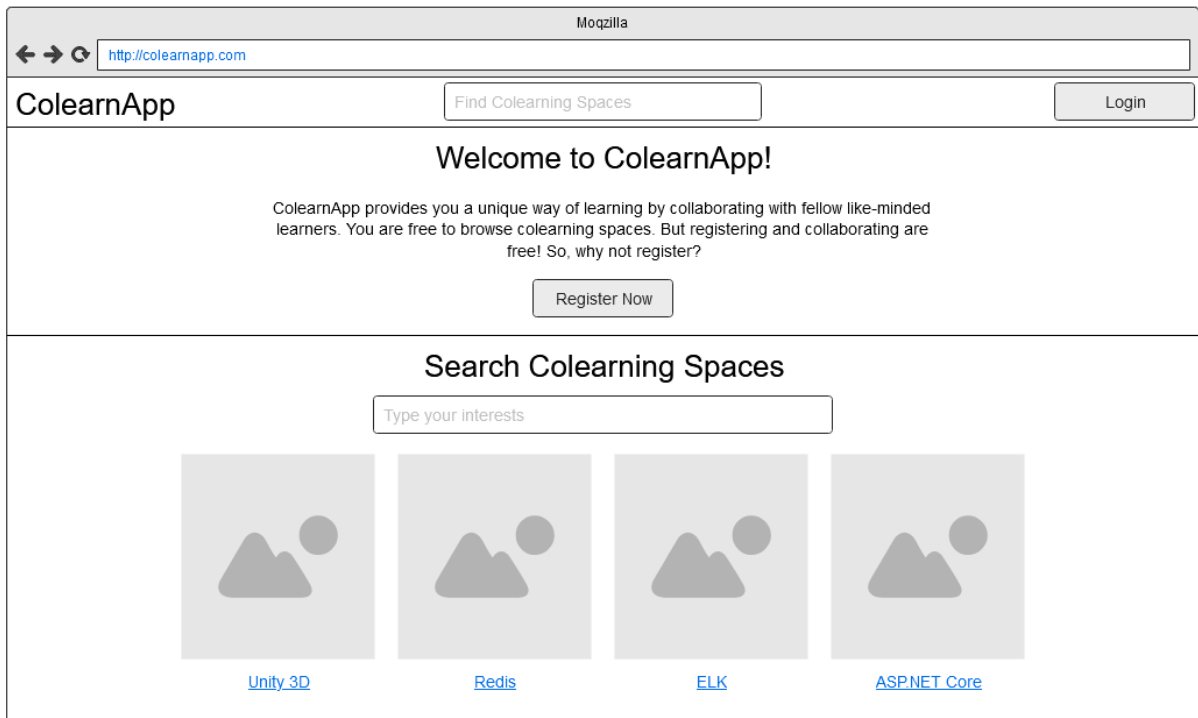 Moqzilla
http://colearnapp.com
ColearnApp
Find Colearning Spaces
Login
Welcome to ColearnApp!
ColearnApp provides you a unique way of learning by collaborating with fellow like-minded
learners. You are free to browse colearning spaces. But registering and collaborating are
free! So, why not register?
Register Now
Search Colearning Spaces
Type your interests
Unity 3D
Redis
ELK
ASP.NET Core